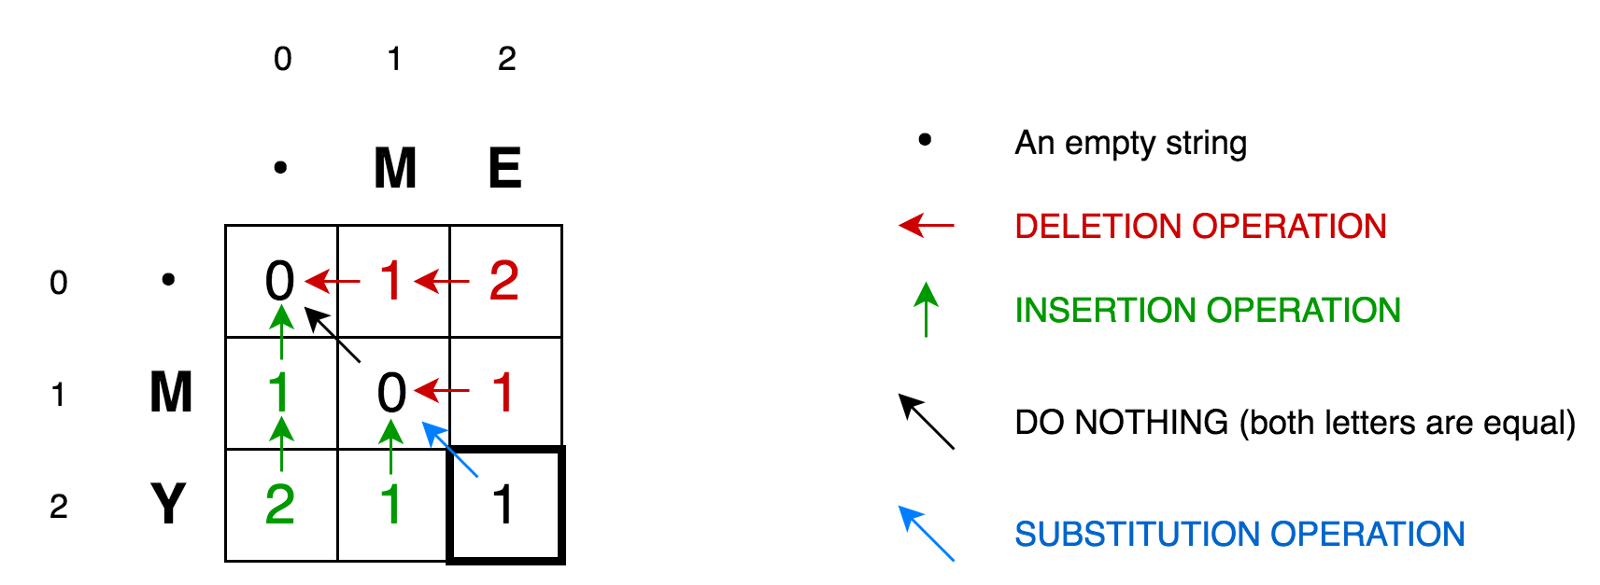 0 1 2
• M E
0 • 0 1 2
1 M 1 0 1
2 Y 2 1 1
• An empty string
DELETION OPERATION
INSERTION OPERATION
DO NOTHING (both letters are equal)
SUBSTITUTION OPERATION